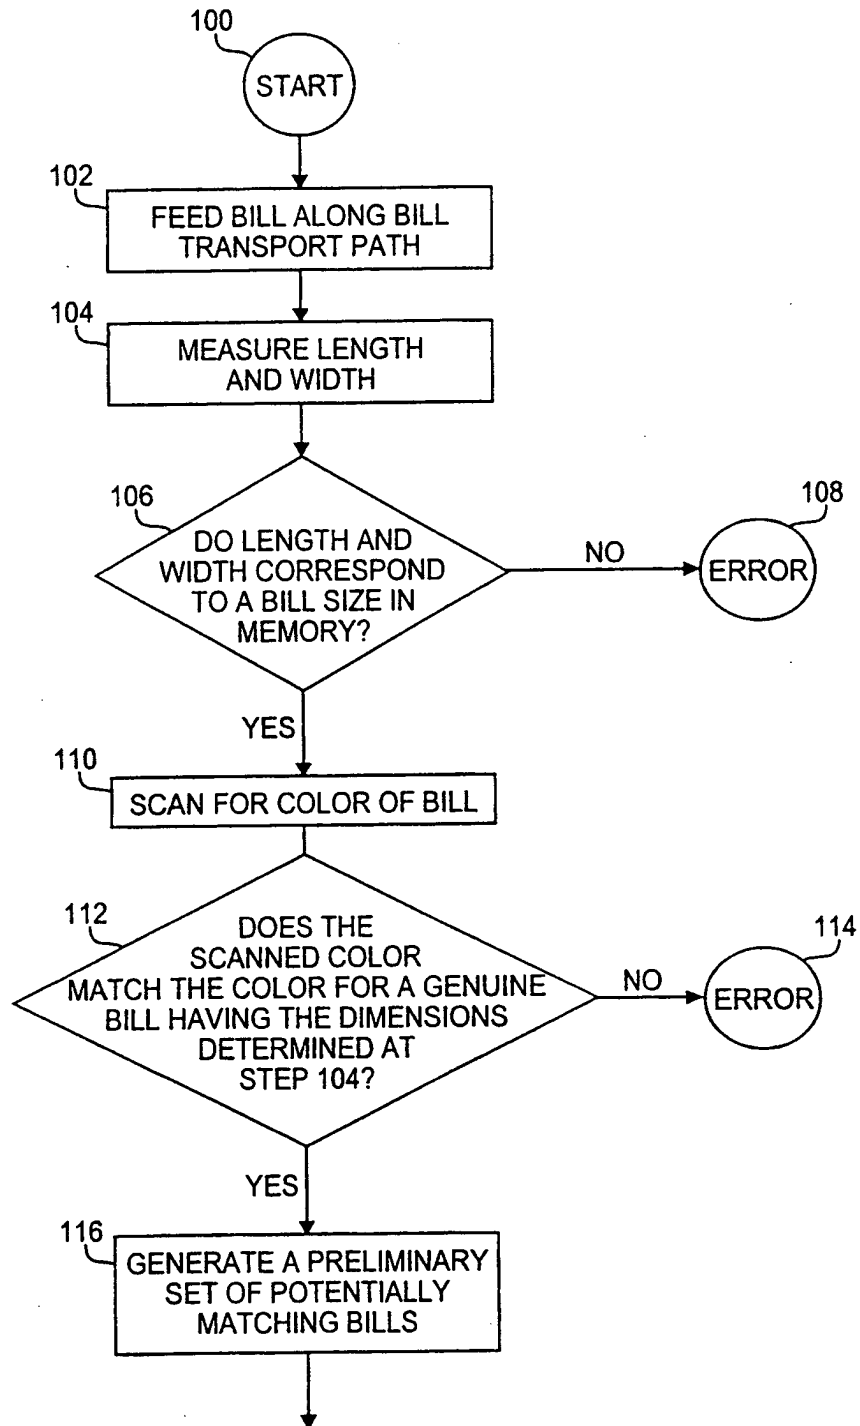 100
START
102
FEED BILL ALONG BILL
TRANSPORT PATH
104
MEASURE LENGTH
AND WIDTH
106
DO LENGTH AND
WIDTH CORRESPOND
TO A BILL SIZE IN
MEMORY?
NO
108
ERROR
YES
110
SCAN FOR COLOR OF BILL
112
DOES THE
SCANNED COLOR
MATCH THE COLOR FOR A GENUINE
BILL HAVING THE DIMENSIONS
DETERMINED AT
STEP 104?
NO
114
ERROR
YES
116
GENERATE A PRELIMINARY
SET OF POTENTIALLY
MATCHING BILLS